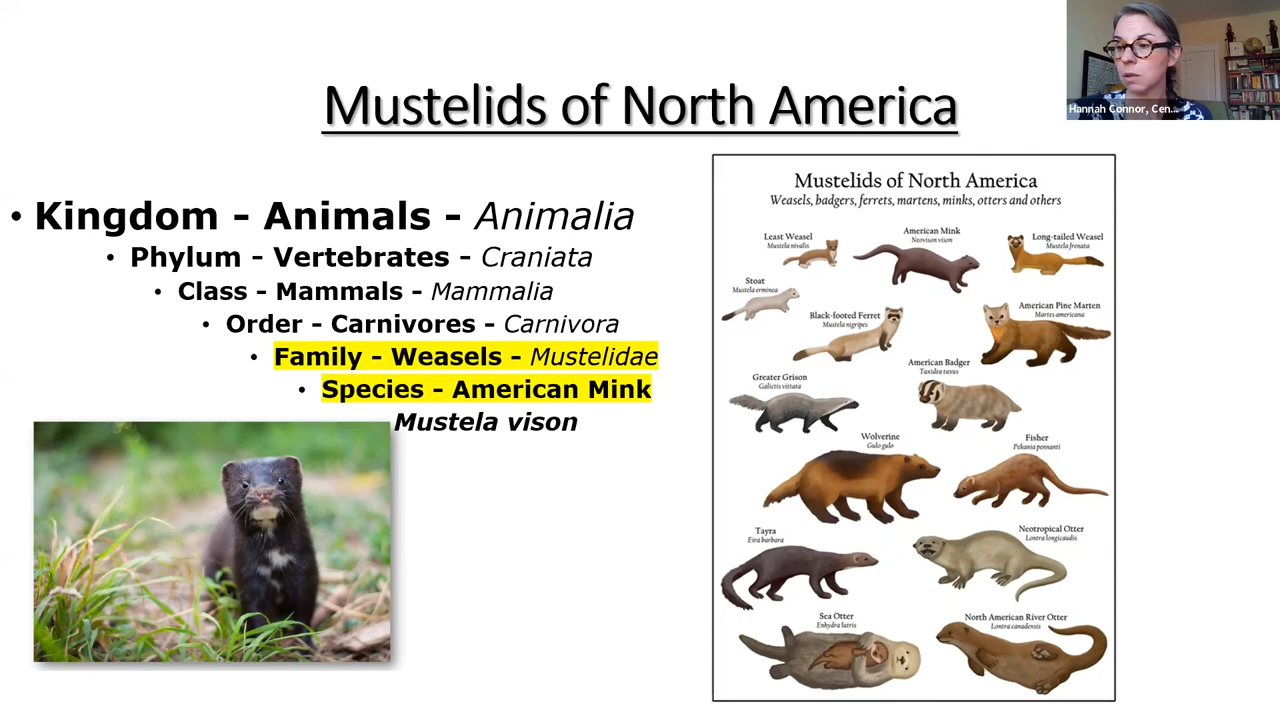 Mustelids of North America
Hannah Connor, Cen...
• Kingdom - Animals - Animalia
• Phylum - Vertebrates - Craniata
• Class - Mammals - Mammalia
• Order - Carnivores - Carnivora
• Family - Weasels - Mustelidae
• Species - American Mink
Mustela vison
Mustelids of North America
Weasels, badgers, ferrets, martens, minks, otters and others
Least Weasel
Mustela nivalis
American Mink
Neovison vison
Long-tailed Weasel
Mustela frenata
Stoat
Mustela erminea
Black-footed Ferret
Mustela nigripes
American Pine Marten
Martes americana
American Badger
Taxidea taxus
Greater Grison
Galictis vittata
Wolverine
Gulo gulo
Fisher
Pekania pennanti
Tayra
Eira barbara
Neotropical Otter
Lontra longicaudis
Sea Otter
Enhydra lutris
North American River Otter
Lontra canadensis